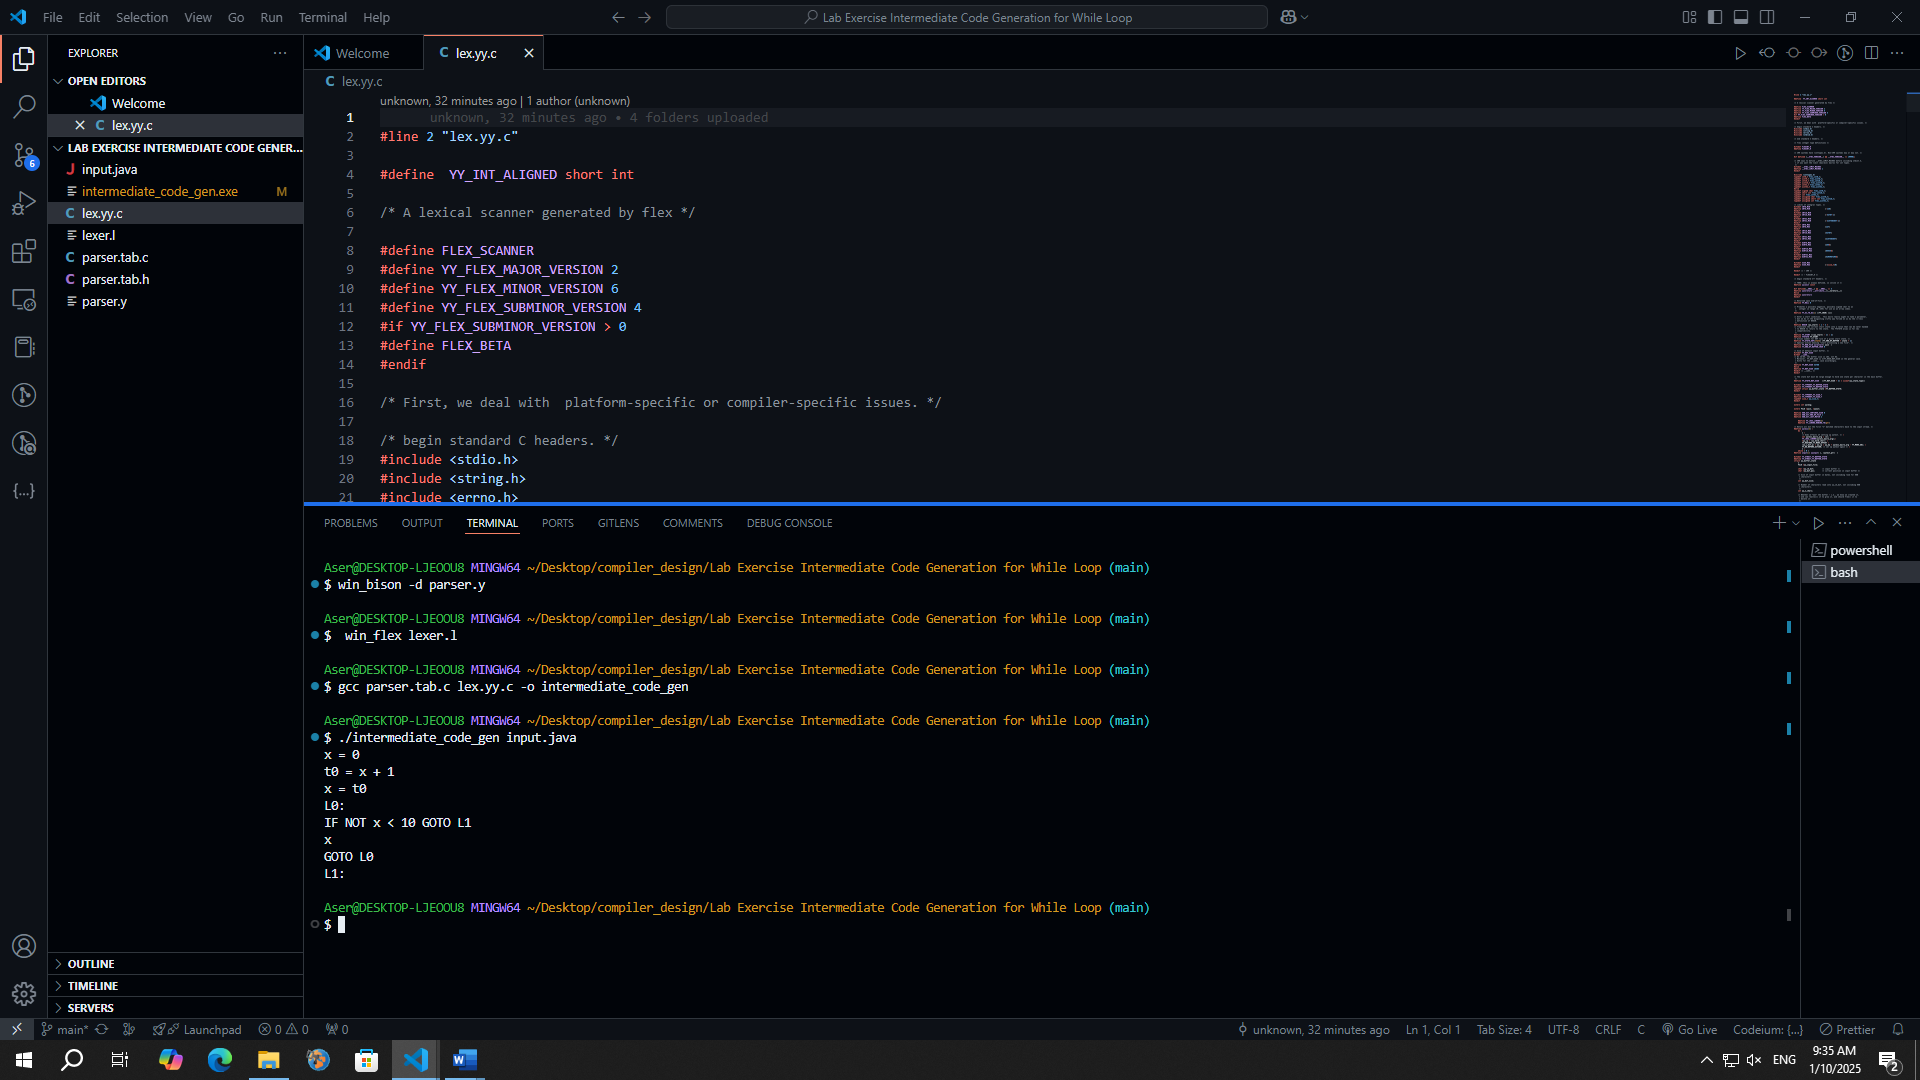 File Edit Selection View Go Run Terminal Help
Lab Exercise Intermediate Code Generation for While Loop
EXPLORER
OPEN EDITORS
Welcome
lex.yy.c
LAB EXERCISE INTERMEDIATE CODE GENER...
input.java
intermediate_code_gen.exe M
lex.yy.c
lexer.l
parser.tab.c
parser.tab.h
parser.y
6
OUTLINE
TIMELINE
SERVERS
Welcome
lex.yy.c
lex.yy.c
unknown, 32 minutes ago | 1 author (unknown)
1 unknown, 32 minutes ago • 4 folders uploaded
2 #line 2 "lex.yy.c"
3
4 #define  YY_INT_ALIGNED short int
5
6 /* A lexical scanner generated by flex */
7
8 #define FLEX_SCANNER
9 #define YY_FLEX_MAJOR_VERSION 2
10 #define YY_FLEX_MINOR_VERSION 6
11 #define YY_FLEX_SUBMINOR_VERSION 4
12 #if YY_FLEX_SUBMINOR_VERSION > 0
13 #define FLEX_BETA
14 #endif
15
16 /* First, we deal with  platform-specific or compiler-specific issues. */
17
18 /* begin standard C headers. */
19 #include <stdio.h>
20 #include <string.h>
21 #include <errno.h>
PROBLEMS OUTPUT TERMINAL PORTS GITLENS COMMENTS DEBUG CONSOLE
powershell
bash
Aser@DESKTOP-LJEOOU8 MINGW64 ~/Desktop/compiler_design/Lab Exercise Intermediate Code Generation for While Loop (main)
$ win_bison -d parser.y
Aser@DESKTOP-LJEOOU8 MINGW64 ~/Desktop/compiler_design/Lab Exercise Intermediate Code Generation for While Loop (main)
$  win_flex lexer.l
Aser@DESKTOP-LJEOOU8 MINGW64 ~/Desktop/compiler_design/Lab Exercise Intermediate Code Generation for While Loop (main)
$ gcc parser.tab.c lex.yy.c -o intermediate_code_gen
Aser@DESKTOP-LJEOOU8 MINGW64 ~/Desktop/compiler_design/Lab Exercise Intermediate Code Generation for While Loop (main)
$ ./intermediate_code_gen input.java
x = 0
t0 = x + 1
x = t0
L0:
IF NOT x < 10 GOTO L1
x
GOTO L0
L1:
Aser@DESKTOP-LJEOOU8 MINGW64 ~/Desktop/compiler_design/Lab Exercise Intermediate Code Generation for While Loop (main)
$
main* Launchpad 0 0 0 unknown, 32 minutes ago Ln 1, Col 1 Tab Size: 4 UTF-8 CRLF C Go Live Codeium: {...} Prettier
ENG
9:35 AM
1/10/2025
2